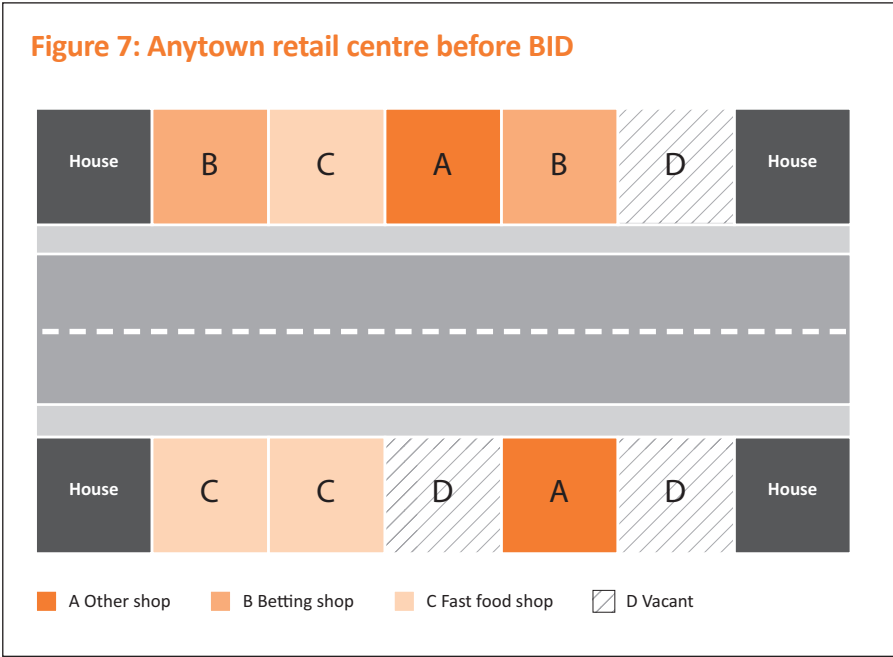 Figure 7: Anytown retail centre before BID
House B C A B D House
House C C D A D House
A Other shop B Betting shop C Fast food shop D Vacant